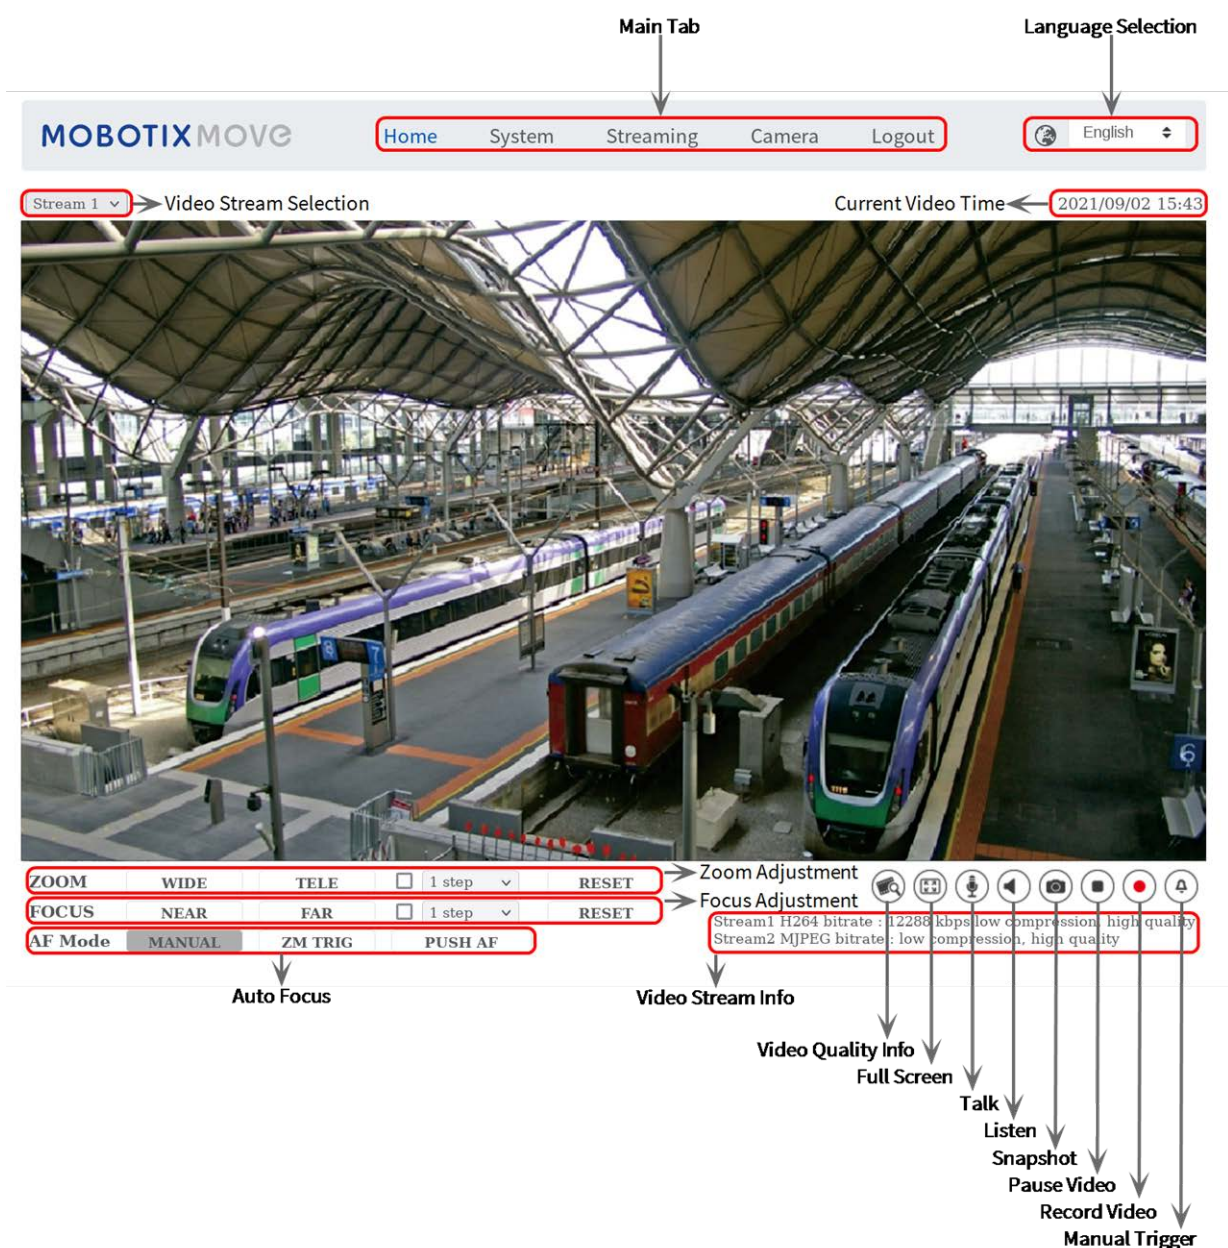 Main Tab
Language Selection
MOBOTIX MOVE
Home System Streaming Camera Logout
English
Stream 1
Video Stream Selection
Current Video Time
2021/09/02 15:43
8
7
6
ZOOM WIDE TELE 1 step RESET
Zoom Adjustment
FOCUS NEAR FAR 1 step RESET
Focus Adjustment
AF Mode MANUAL ZM TRIG PUSH AF
Stream1 H264 bitrate : 12288 kbps low compression, high quality
Stream2 MJPEG bitrate : low compression, high quality
Auto Focus
Video Stream Info
Video Quality Info
Full Screen
Talk
Listen
Snapshot
Pause Video
Record Video
Manual Trigger